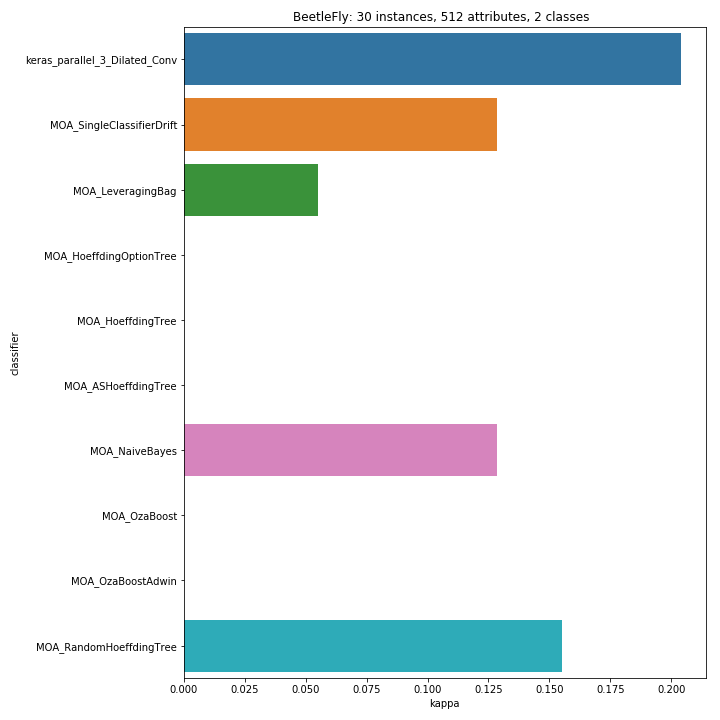 BeetleFly: 30 instances, 512 attributes, 2 classes
keras_parallel_3_Dilated_Conv
MOA_SingleClassifierDrift
MOA_LeveragingBag
MOA_HoeffdingOptionTree
MOA_HoeffdingTree
MOA_ASHoeffdingTree
MOA_NaiveBayes
MOA_OzaBoost
MOA_OzaBoostAdwin
MOA_RandomHoeffdingTree
classifier
0.000 0.025 0.050 0.075 0.100 0.125 0.150 0.175 0.200
kappa